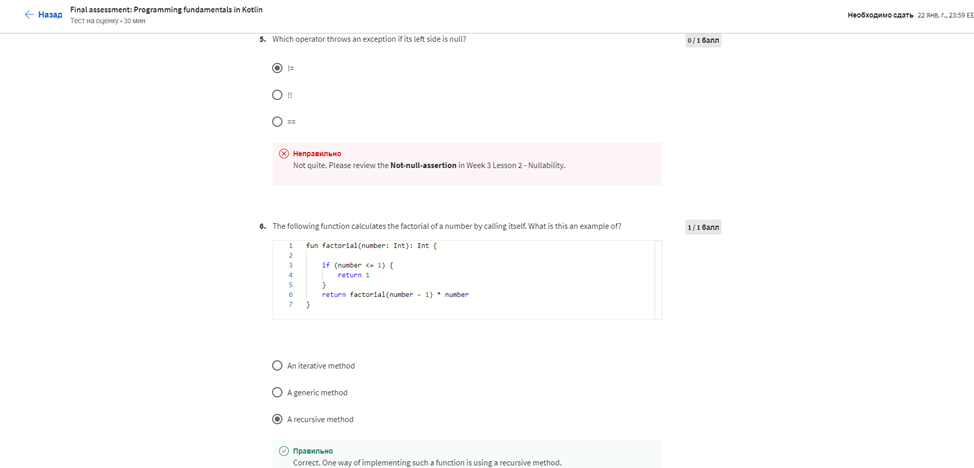 Назад
Final assessment: Programming fundamentals in Kotlin
Тест на оценку • 30 мин
Необходимо сдать 22 янв. г., 23:59 EE
5. Which operator throws an exception if its left side is null?
0 / 1 балл
!=
!!
==
Неправильно
Not quite. Please review the Not-null-assertion in Week 3 Lesson 2 - Nullability.
6. The following function calculates the factorial of a number by calling itself. What is this an example of?
1 / 1 балл
1 fun factorial(number: Int): Int {
2
3 if (number <= 1) {
4 return 1
5 }
6 return factorial(number - 1) * number
7 }
An iterative method
A generic method
A recursive method
Правильно
Correct. One way of implementing such a function is using a recursive method.